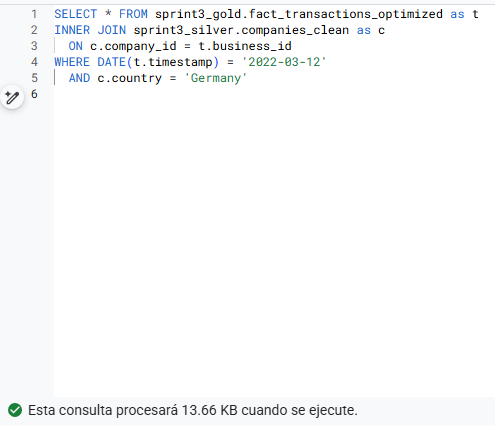 1 SELECT * FROM sprint3_gold.fact_transactions_optimized as t
2 INNER JOIN sprint3_silver.companies_clean as c
3   ON c.company_id = t.business_id
4 WHERE DATE(t.timestamp) = '2022-03-12'
5   AND c.country = 'Germany'
6
Esta consulta procesará 13.66 KB cuando se ejecute.